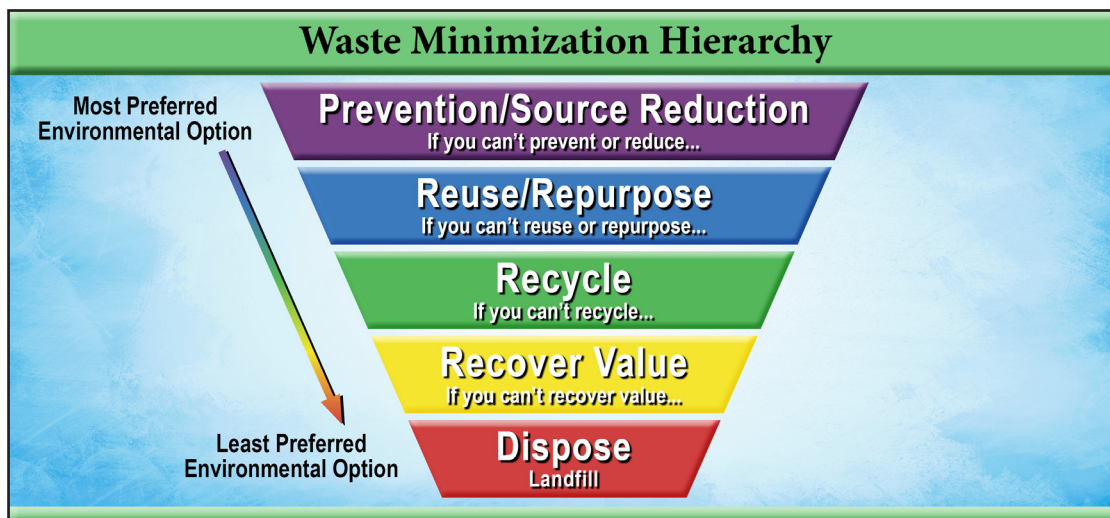 Waste Minimization Hierarchy
Most Preferred
Environmental Option
Prevention/Source Reduction
If you can't prevent or reduce...
Reuse/Repurpose
If you can't reuse or repurpose...
Recycle
If you can't recycle...
Recover Value
If you can't recover value...
Least Preferred
Environmental Option
Dispose
Landfill